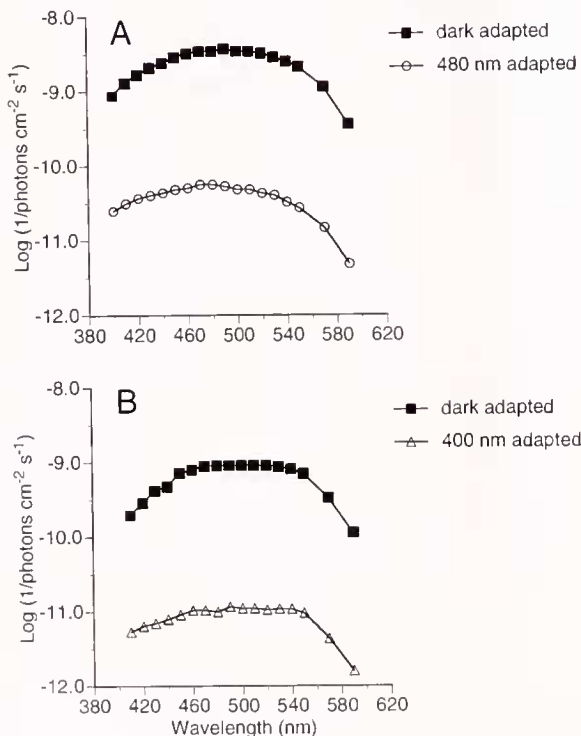 A
-8.0
-9.0
-10.0
-11.0
-12.0
Log (1/photons cm-2 s-1)
380 420 460 500 540 580 620
dark adapted
480 nm adapted
B
-8.0
-9.0
-10.0
-11.0
-12.0
Log (1/photons cm-2 s-1)
380 420 460 500 540 580 620
Wavelength (nm)
dark adapted
400 nm adapted